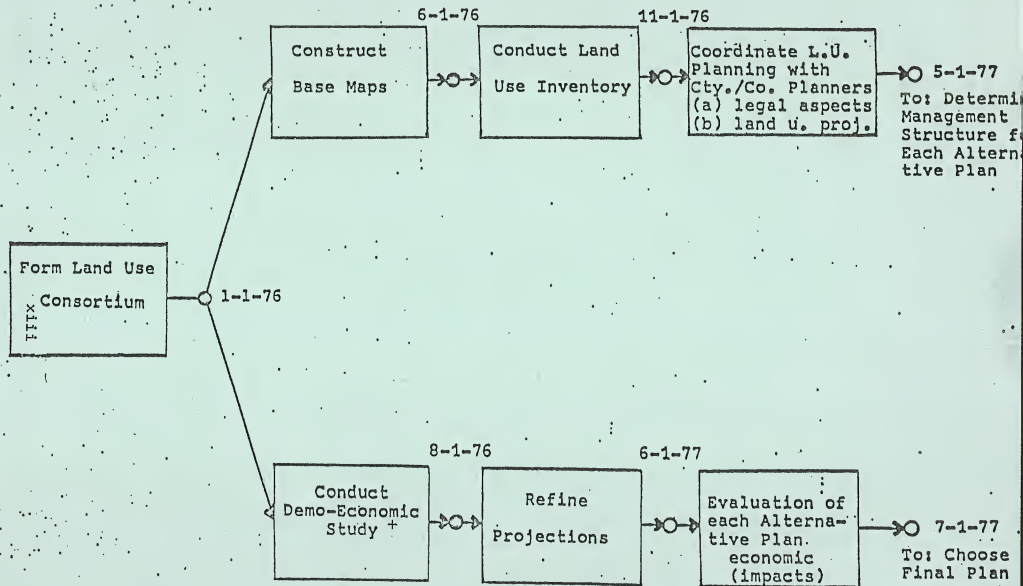 6-1-76
11-1-76
Construct
Base Maps
Conduct Land
Use Inventory
Coordinate L.U.
Planning with
Cty./Co. Planners
(a) legal aspects
(b) land u. proj.
5-1-77
To: Determi
Management
Structure f
Each Alterna
tive Plan
Form Land Use
Consortium
xiii
1-1-76
8-1-76
6-1-77
Conduct
Demo-Economic
Study +
Refine
Projections
Evaluation of
each Alterna-
tive Plan.
economic
(impacts)
7-1-77
To: Choose
Final Plan